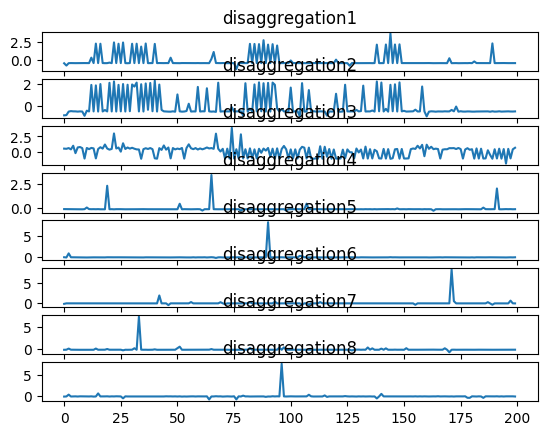 disaggregation1
2.5
0.0
disaggregation2
2
0
disaggregation3
2.5
0.0
disaggregation4
2.5
0.0
disaggregation5
5
0
disaggregation6
5
0
disaggregation7
5
0
disaggregation8
5
0
0 25 50 75 100 125 150 175 200